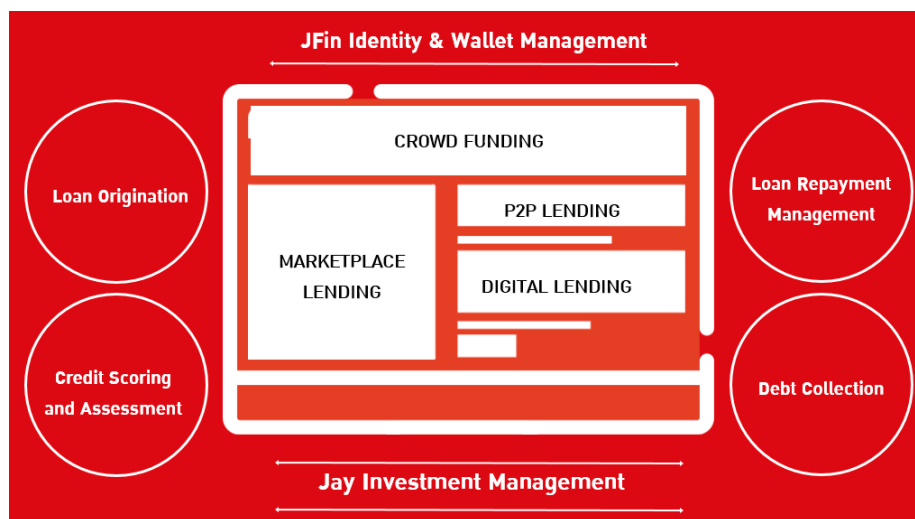 JFin Identity & Wallet Management
Loan Origination
Credit Scoring
and Assessment
CROWD FUNDING
MARKETPLACE
LENDING
P2P LENDING
DIGITAL LENDING
Loan Repayment
Management
Debt Collection
Jay Investment Management